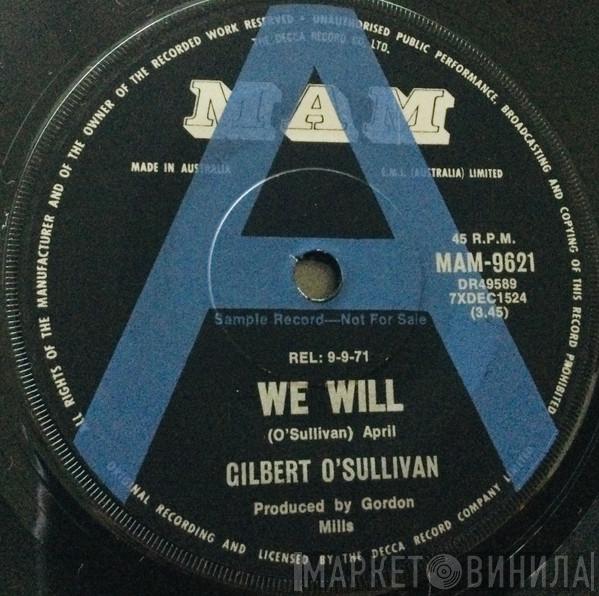 ALL RIGHTS OF THE MANUFACTURER AND OF THE OWNER OF THE RECORDED WORK RESERVED • UNAUTHORISED PUBLIC PERFORMANCE, BROADCASTING AND COPYING OF THIS RECORD PROHIBITED
THE DECCA RECORD CO. LTD.
MAM
MADE IN AUSTRALIA
E.M.I. (AUSTRALIA) LIMITED
45 R.P.M.
MAM-9621
DR49589
7XDEC1524
(3.45)
Sample Record—Not For Sale
REL: 9-9-71
WE WILL
(O'Sullivan) April
GILBERT O'SULLIVAN
Produced by Gordon
Mills
ORIGINAL RECORDING AND LICENSED BY THE DECCA RECORD COMPANY LIMITED
A
МАРКЕТ ВИНИЛА